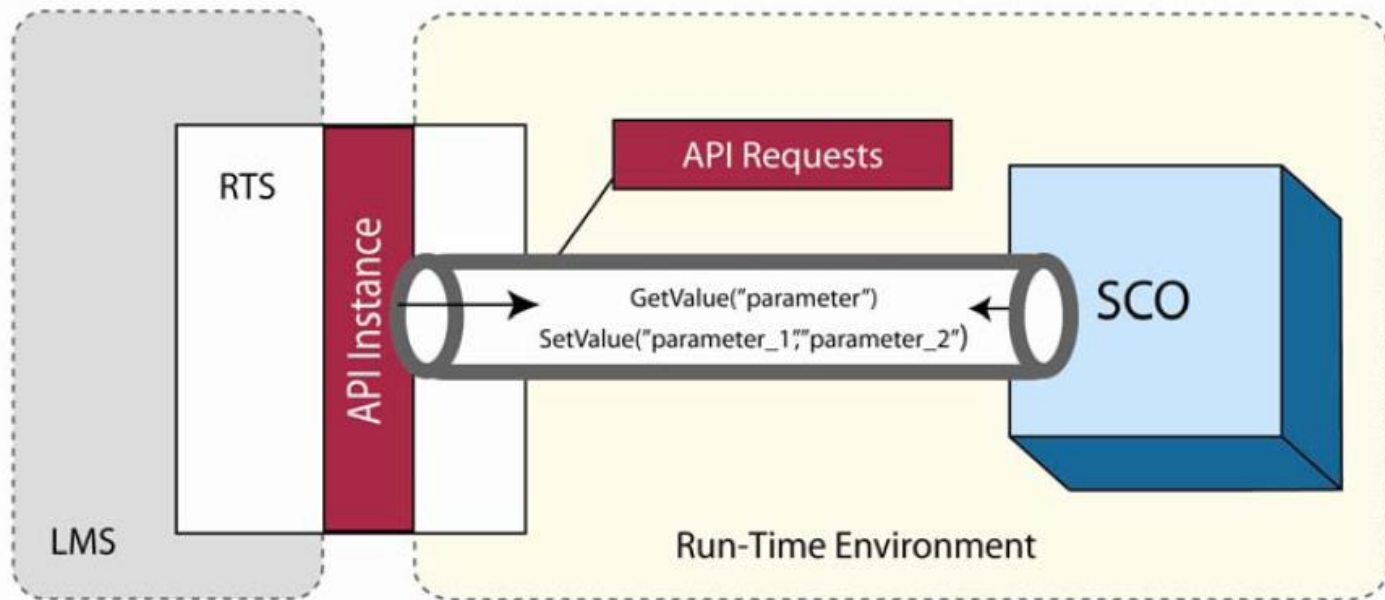 API Requests
RTS
API Instance
GetValue("parameter")
SetValue("parameter_1","parameter_2")
SCO
LMS
Run-Time Environment